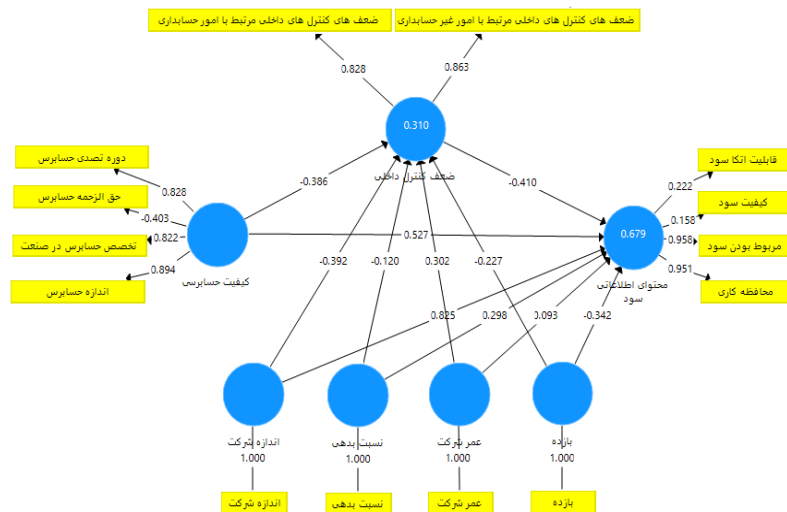 ضعف های کنترل های داخلی مرتبط با امور حسابداری
ضعف های کنترل های داخلی مرتبط با امور غیر حسابداری
0.828
0.863
0.310
ضعف کنترل داخلی
دوره تصدی حسابرس
حق الزحمه حسابرس
تخصص حسابرس در صنعت
اندازه حسابرس
0.828
-0.403
0.822
0.894
کیفیت حسابرسی
-0.386
-0.410
0.527
قابلیت اتکا سود
کیفیت سود
مربوط بودن سود
محافظه کاری
0.222
0.158
0.958
0.951
0.679
محتوای اطلاعاتی
سود
-0.392
-0.120
0.302
-0.227
0.825
0.298
0.093
-0.342
اندازه شرکت
نسبت بدهی
عمر شرکت
بازده
1.000
1.000
1.000
1.000
اندازه شرکت
نسبت بدهی
عمر شرکت
بازده